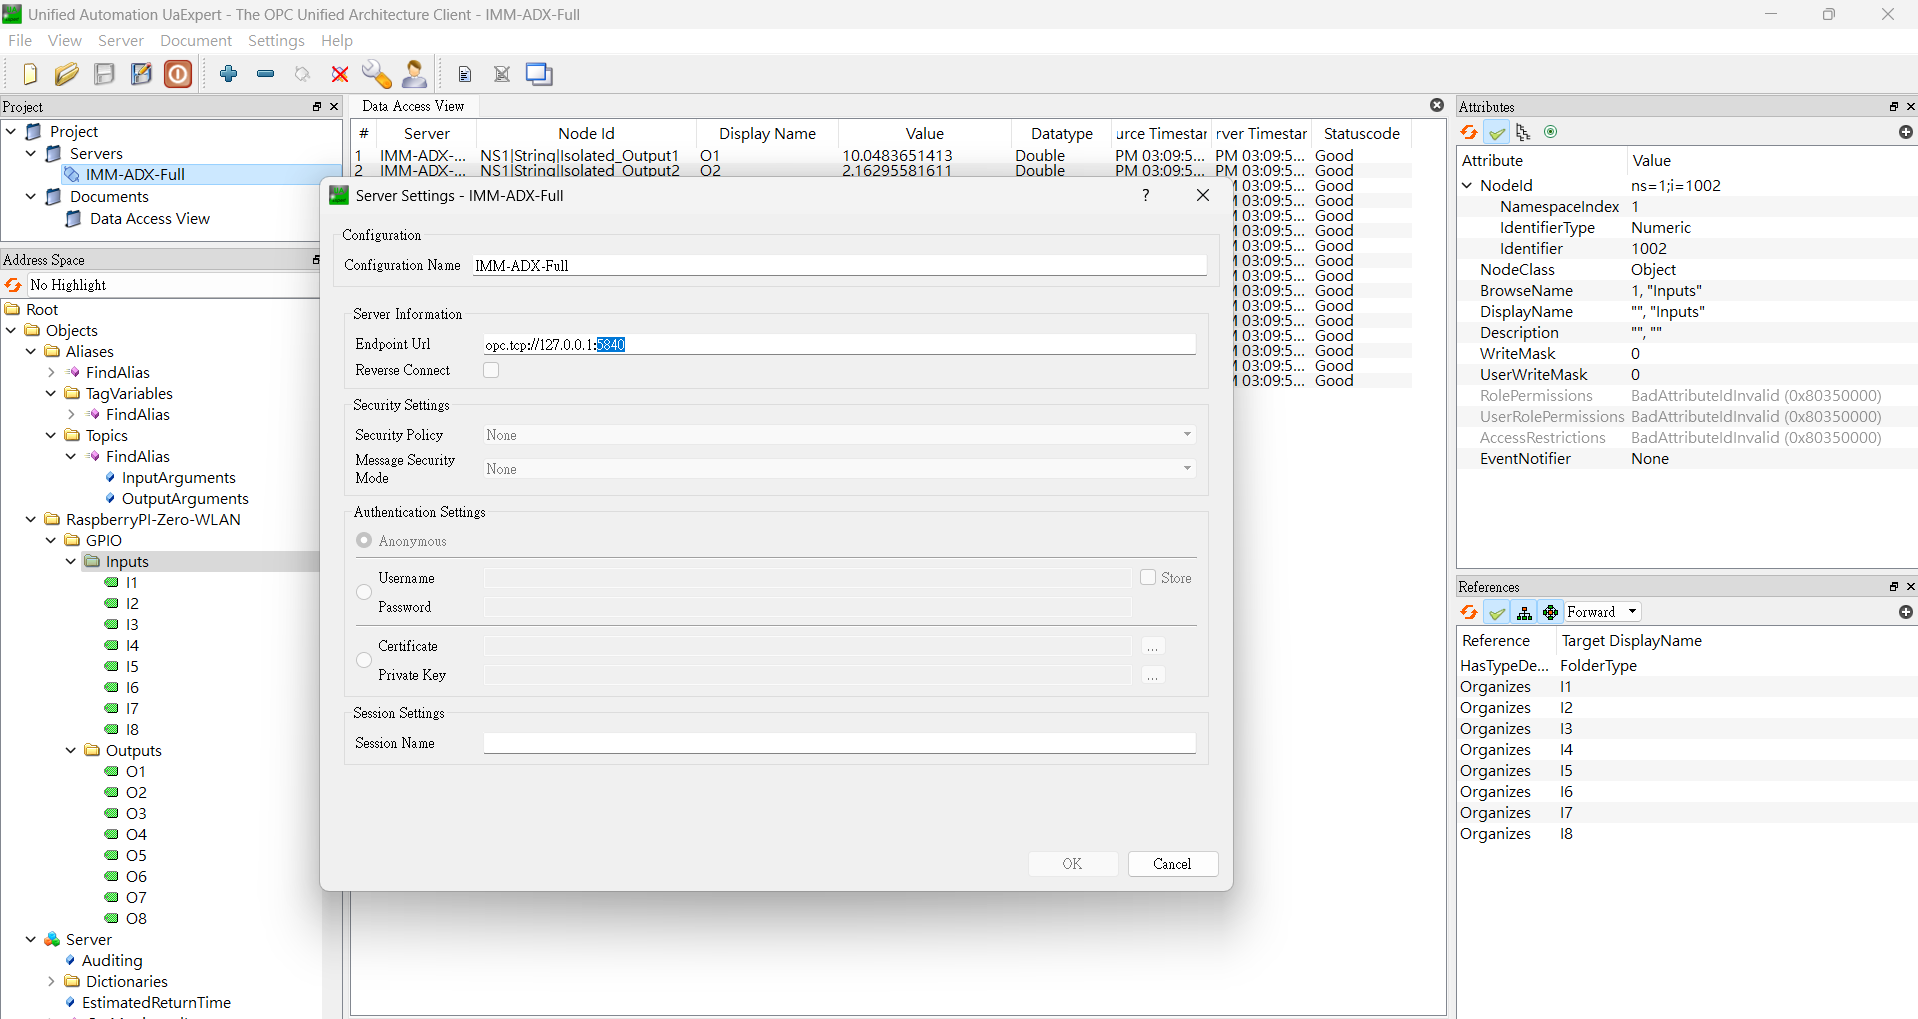 Unified Automation UaExpert - The OPC Unified Architecture Client - IMM-ADX-Full
File View Server Document Settings Help
Project
Project
Servers
IMM-ADX-Full
Documents
Data Access View
Address Space
No Highlight
Root
Objects
Aliases
FindAlias
TagVariables
FindAlias
Topics
FindAlias
InputArguments
OutputArguments
RaspberryPI-Zero-WLAN
GPIO
Inputs
I1
I2
I3
I4
I5
I6
I7
I8
Outputs
O1
O2
O3
O4
O5
O6
O7
O8
Server
Auditing
Dictionaries
EstimatedReturnTime
Data Access View
# Server Node Id Display Name Value Datatype urce Timestar rver Timestar Statuscode
1 IMM-ADX-... NS1|String|Isolated_Output1 O1 10.0483651413 Double PM 03:09:5... PM 03:09:5... Good
2 IMM-ADX-... NS1|String|Isolated_Output2 O2 2.16295581611 Double PM 03:09:5... PM 03:09:5... Good
M 03:09:5... Good
M 03:09:5... Good
M 03:09:5... Good
M 03:09:5... Good
M 03:09:5... Good
M 03:09:5... Good
M 03:09:5... Good
M 03:09:5... Good
M 03:09:5... Good
M 03:09:5... Good
M 03:09:5... Good
M 03:09:5... Good
M 03:09:5... Good
M 03:09:5... Good
Server Settings - IMM-ADX-Full ?
Configuration
Configuration Name IMM-ADX-Full
Server Information
Endpoint Url opc.tcp://127.0.0.1:5840
Reverse Connect
Security Settings
Security Policy None
Message Security Mode None
Authentication Settings
Anonymous
Username Store
Password
Certificate ...
Private Key ...
Session Settings
Session Name
OK Cancel
Attributes
Attribute Value
NodeId ns=1;i=1002
NamespaceIndex 1
IdentifierType Numeric
Identifier 1002
NodeClass Object
BrowseName 1, "Inputs"
DisplayName "", "Inputs"
Description "", ""
WriteMask 0
UserWriteMask 0
RolePermissions BadAttributeIdInvalid (0x80350000)
UserRolePermissions BadAttributeIdInvalid (0x80350000)
AccessRestrictions BadAttributeIdInvalid (0x80350000)
EventNotifier None
References
Forward
Reference Target DisplayName
HasTypeDe... FolderType
Organizes I1
Organizes I2
Organizes I3
Organizes I4
Organizes I5
Organizes I6
Organizes I7
Organizes I8